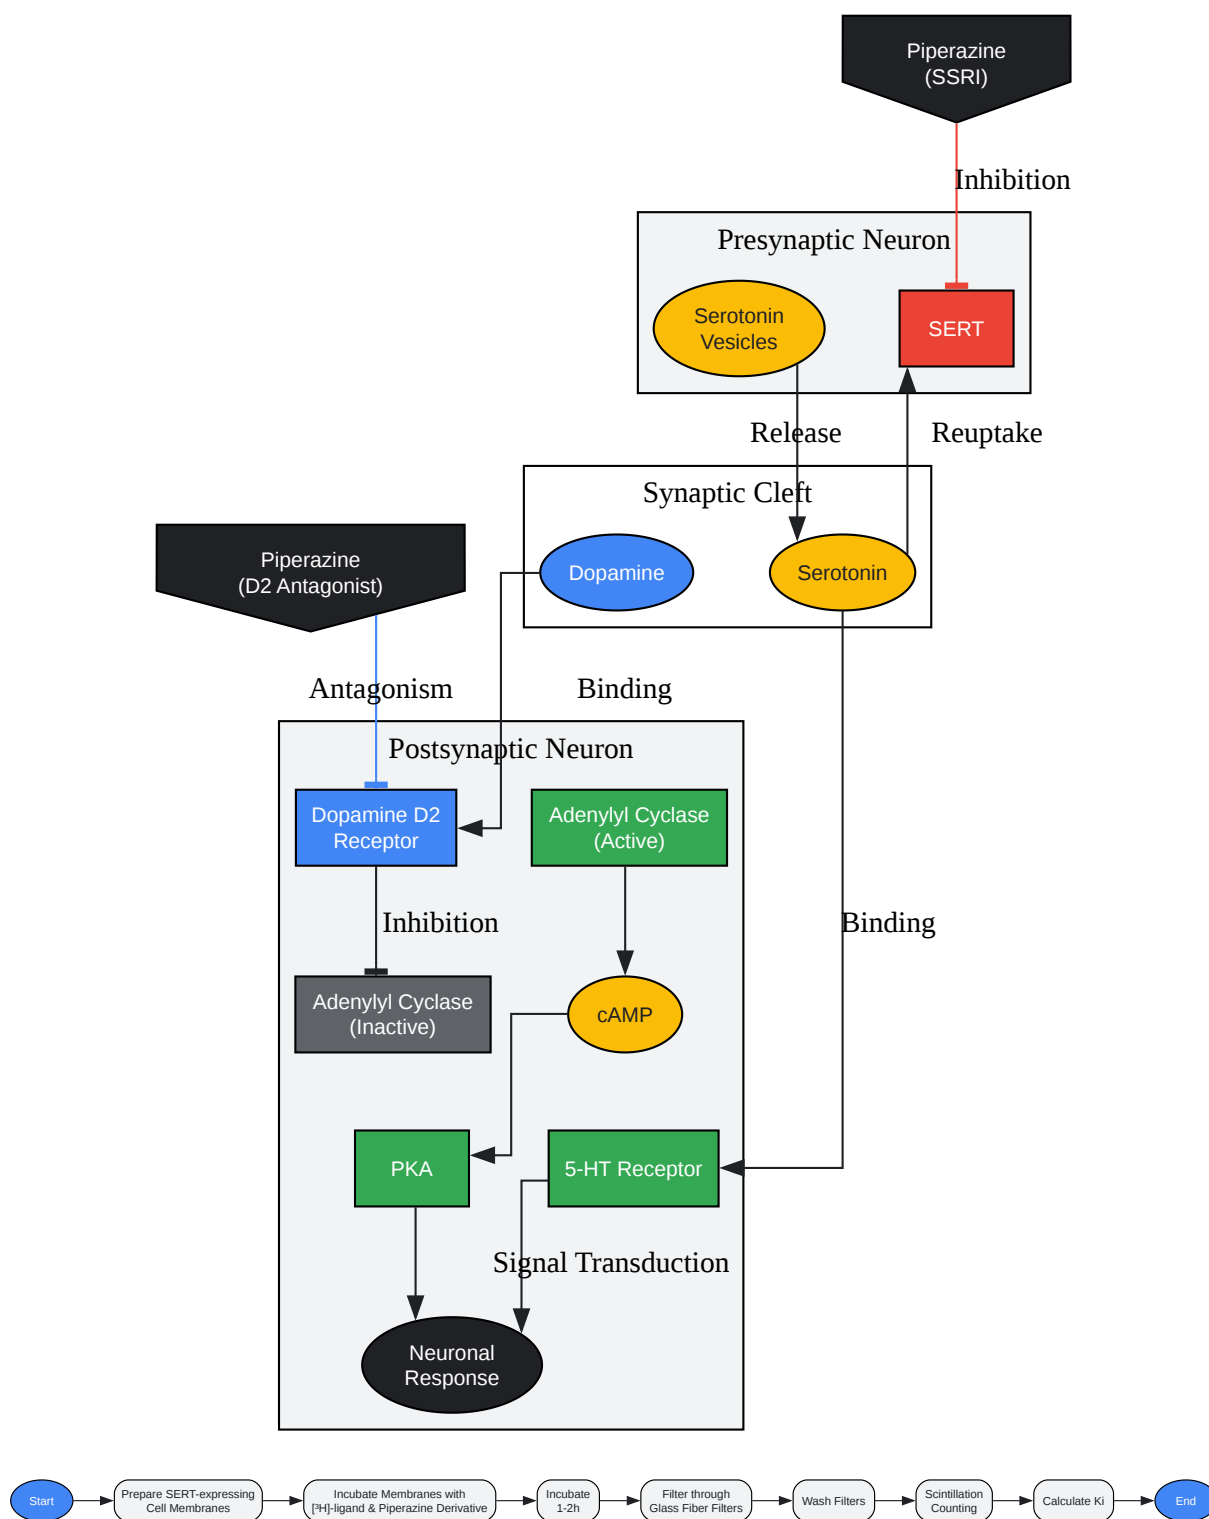 Piperazine
(SSRI)
Inhibition
Presynaptic Neuron
Serotonin
Vesicles
SERT
Release
Reuptake
Synaptic Cleft
Dopamine
Serotonin
Piperazine
(D2 Antagonist)
Antagonism
Binding
Postsynaptic Neuron
Dopamine D2
Receptor
Adenylyl Cyclase
(Active)
Inhibition
Binding
Adenylyl Cyclase
(Inactive)
cAMP
PKA
5-HT Receptor
Signal Transduction
Neuronal
Response
Start
Prepare SERT-expressing
Cell Membranes
Incubate Membranes with
[³H]-ligand & Piperazine Derivative
Incubate
1-2h
Filter through
Glass Fiber Filters
Wash Filters
Scintillation
Counting
Calculate Ki
End